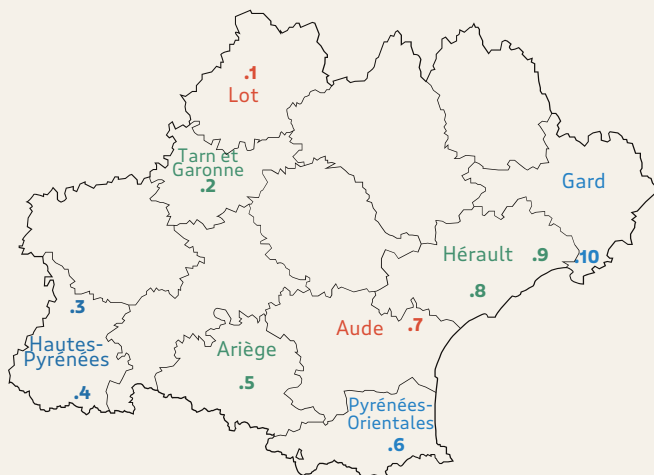 .1
Lot
Tarn et
Garonne
.2
Gard
Hérault
.9
.10
.8
.3
Aude
.7
Hautes-
Pyrénées
Ariège
.4
.5
Pyrénées-
Orientales
.6